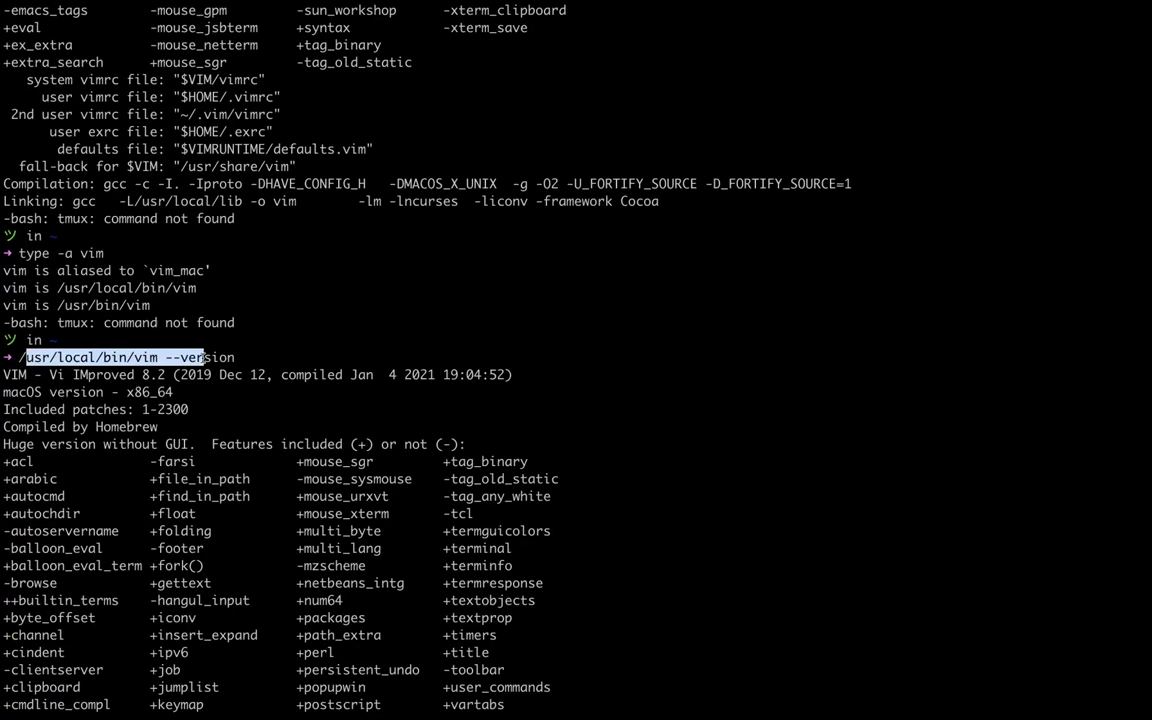 -emacs_tags        -mouse_gpm         -sun_workshop      -xterm_clipboard
+eval              -mouse_jsbterm     +syntax            -xterm_save
+ex_extra          -mouse_netterm     +tag_binary
+extra_search      +mouse_sgr         -tag_old_static
   system vimrc file: "$VIM/vimrc"
     user vimrc file: "$HOME/.vimrc"
 2nd user vimrc file: "~/.vim/vimrc"
      user exrc file: "$HOME/.exrc"
       defaults file: "$VIMRUNTIME/defaults.vim"
  fall-back for $VIM: "/usr/share/vim"
Compilation: gcc -c -I. -Iproto -DHAVE_CONFIG_H   -DMACOS_X_UNIX  -g -O2 -U_FORTIFY_SOURCE -D_FORTIFY_SOURCE=1
Linking: gcc   -L/usr/local/lib -o vim        -lm -lncurses  -liconv -framework Cocoa
-bash: tmux: command not found
ツ in ~
➜ type -a vim
vim is aliased to `vim_mac'
vim is /usr/local/bin/vim
vim is /usr/bin/vim
-bash: tmux: command not found
ツ in ~
➜ /usr/local/bin/vim --version
VIM - Vi IMproved 8.2 (2019 Dec 12, compiled Jan  4 2021 19:04:52)
macOS version - x86_64
Included patches: 1-2300
Compiled by Homebrew
Huge version without GUI.  Features included (+) or not (-):
+acl               -farsi             +mouse_sgr         +tag_binary
+arabic            +file_in_path      -mouse_sysmouse    -tag_old_static
+autocmd           +find_in_path      +mouse_urxvt       -tag_any_white
+autochdir         +float             +mouse_xterm       -tcl
-autoservername    +folding           +multi_byte        +termguicolors
-balloon_eval      -footer            +multi_lang        +terminal
+balloon_eval_term +fork()            -mzscheme          +terminfo
-browse            +gettext           +netbeans_intg     +termresponse
++builtin_terms    -hangul_input      +num64             +textobjects
+byte_offset       +iconv             +packages          +textprop
+channel           +insert_expand     +path_extra        +timers
+cindent           +ipv6              +perl              +title
-clientserver      +job               +persistent_undo   -toolbar
+clipboard         +jumplist          +popupwin          +user_commands
+cmdline_compl     +keymap            +postscript        +vartabs